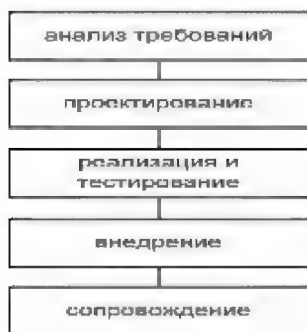 анализ требований
проектирование
реализация и
тестирование
внедрение
сопровождение